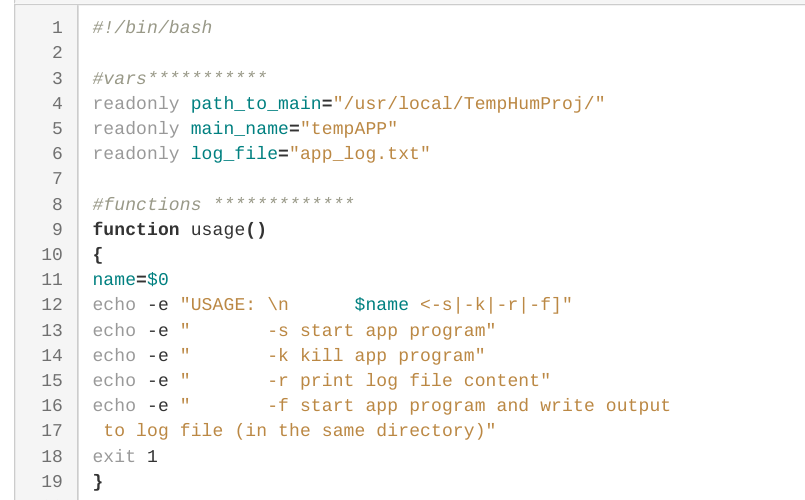 1 #!/bin/bash
2
3 #vars***********
4 readonly path_to_main="/usr/local/TempHumProj/"
5 readonly main_name="tempAPP"
6 readonly log_file="app_log.txt"
7
8 #functions *************
9 function usage()
10 {
11 name=$0
12 echo -e "USAGE: \n      $name <-s|-k|-r|-f]"
13 echo -e "       -s start app program"
14 echo -e "       -k kill app program"
15 echo -e "       -r print log file content"
16 echo -e "       -f start app program and write output
17  to log file (in the same directory)"
18 exit 1
19 }